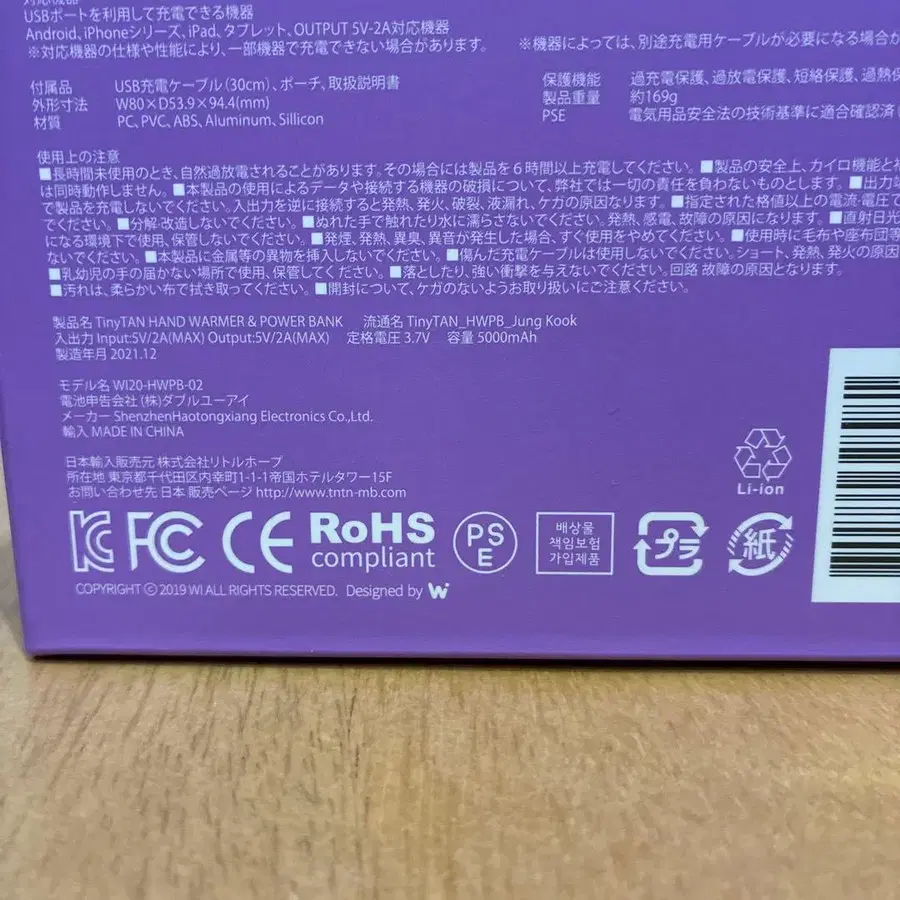 USBポートを利用して充電できる機器
Android, iPhoneシリーズ, iPad, タブレット, OUTPUT 5V-2A対応機器
※対応機器の仕様や性能により、一部機器で充電できない場合があります。 ※機器によっては、別途充電用ケーブルが必要になる場合が
付属品 USB充電ケーブル(30cm)、ポーチ、取扱説明書 保護機能 過充電保護、過放電保護、短絡保護、過熱
外形寸法 W80×D53.9×94.4(mm) 製品重量 約169g
材質 PC, PVC, ABS, Aluminum, Sillicon PSE 電気用品安全法の技術基準に適合確認済
使用上の注意
■長時間未使用のとき、自然過放電されることがあります。その場合には製品を6時間以上充電してください。■製品の安全上、カイロ機能と
は同時動作しません。■本製品の使用によるデータや接続する機器の破損について、弊社では一切の責任を負わないものとします。■出力
で製品を充電しないでください。入出力を逆に接続すると発熱、発火、破裂、液漏れ、ケガの原因なります。■指定された格値以上の電流・電圧で
でください。■分解・改造しないでください。■ぬれた手で触れたり水に濡らさないでください。発熱、感電、故障の原因になります。■直射日光
になる環境下で使用、保管しないでください。■発煙、発熱、異臭、異音が発生した場合、すぐ使用をやめてください。■使用時に毛布や座布団等
ないでください。■本製品に金属等の異物を挿入しないでください。■傷んだ充電ケーブルは使用しないでください。ショート、発熱、発火の原因
■乳幼児の手の届かない場所で使用、保管してください。■落としたり、強い衝撃を与えないでください。回路 故障の原因となります。
■汚れは、柔らかい布で拭き取ってください。■開封について、ケガのないようお取り扱いにご注意ください。
製品名 TinyTAN HAND WARMER & POWER BANK 流通名 TinyTAN_HWPB_Jung Kook
入出力 Input:5V/2A(MAX) Output:5V/2A(MAX) 定格電圧 3.7V 容量 5000mAh
製造年月 2021.12
モデル名 WI20-HWPB-02
電池申告会社 (株)ダブルユーアイ
メーカー ShenzhenHaotongxiang Electronics Co., Ltd.
輸入 MADE IN CHINA
日本輸入販売元 株式会社リトルホープ
所在地 東京都千代田区内幸町1-1-1帝国ホテルタワー15F
お問い合わせ先 日本 販売ページ http://www.tntn-mb.com
Li-ion
KC FC CE RoHS compliant PSE
배상물
책임보험
가입제품
プラ 紙
COPYRIGHT ⓒ 2019 WI ALL RIGHTS RESERVED. Designed by Wi